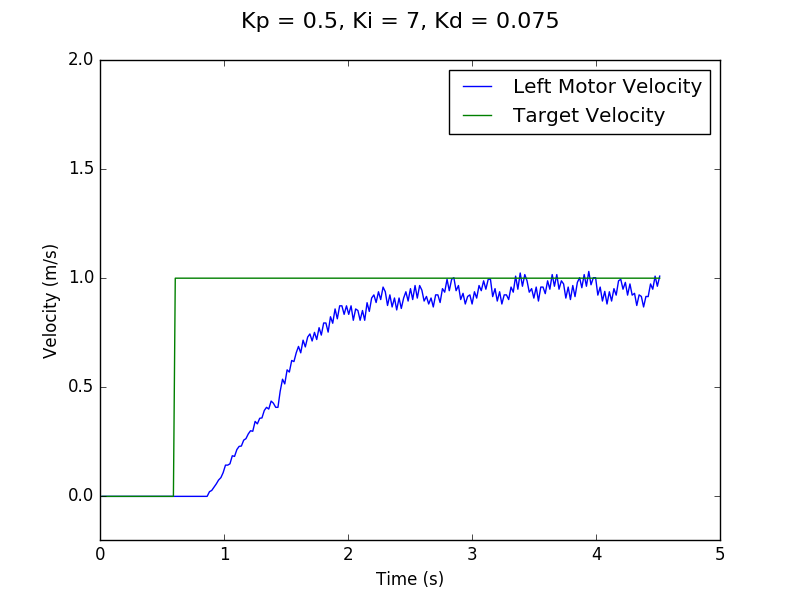 Kp = 0.5, Ki = 7, Kd = 0.075
Left Motor Velocity
Target Velocity
2.0
1.5
1.0
0.5
0.0
Velocity (m/s)
0 1 2 3 4 5
Time (s)